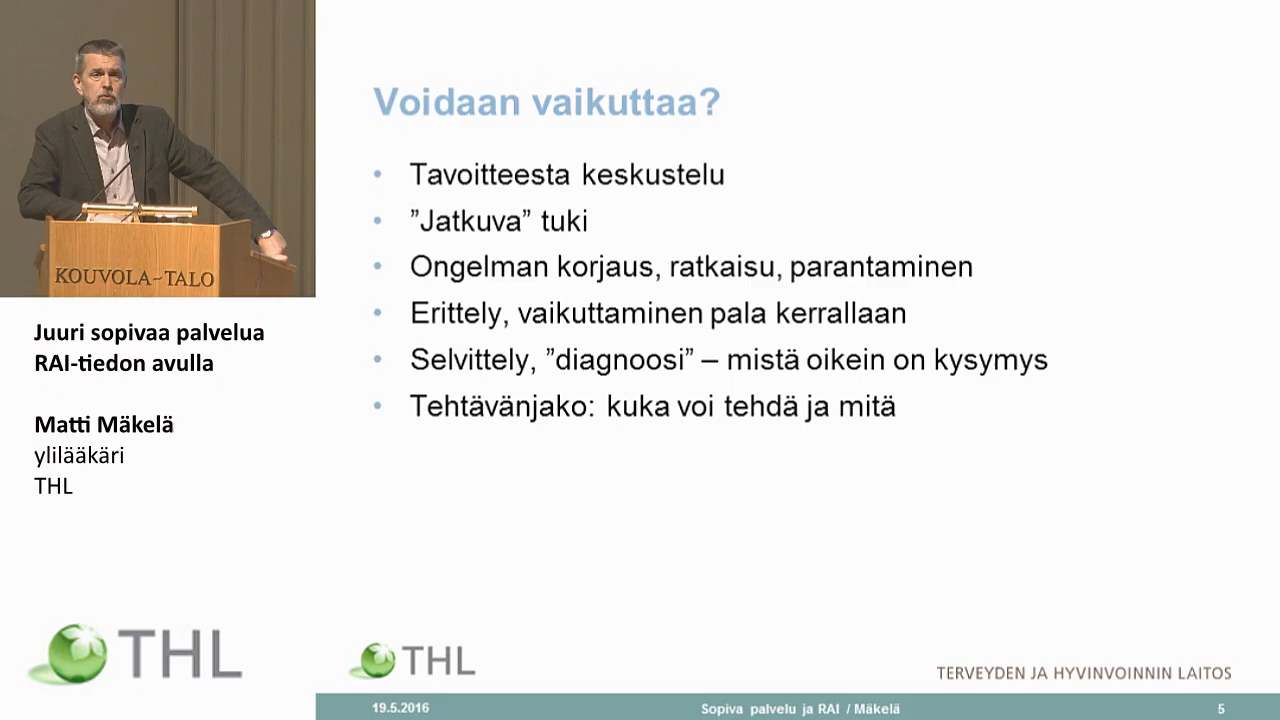 KOUVOLA-TALO
Juuri sopivaa palvelua
RAI-tiedon avulla
Matti Mäkelä
ylilääkäri
THL
THL
Voidaan vaikuttaa?
• Tavoitteesta keskustelu
• ”Jatkuva” tuki
• Ongelman korjaus, ratkaisu, parantaminen
• Erittely, vaikuttaminen pala kerrallaan
• Selvittely, ”diagnoosi” – mistä oikein on kysymys
• Tehtävänjako: kuka voi tehdä ja mitä
THL
TERVEYDEN JA HYVINVOINNIN LAITOS
19.5.2016
Sopiva palvelu ja RAI / Mäkelä
5